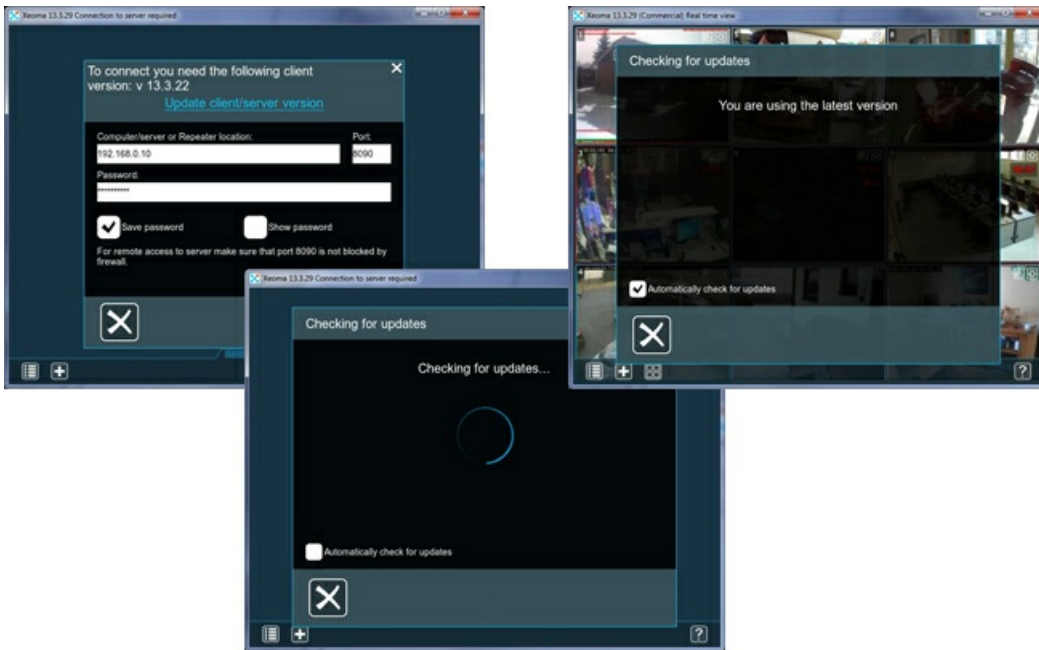 Xeoma 13.3.29 Connection to server required
To connect you need the following client
version: v 13.3.22
Update client/server version
Computer/server or Repeater location:
Port:
192.168.0.10
8090
Password:
**********
Save password
Show password
For remote access to server make sure that port 8090 is not blocked by
firewall.
Xeoma 13.3.29 (Commercial) Real time view
Checking for updates
You are using the latest version
Automatically check for updates
?
Xeoma 13.3.29 Connection to server required
Checking for updates
Checking for updates...
Automatically check for updates
?